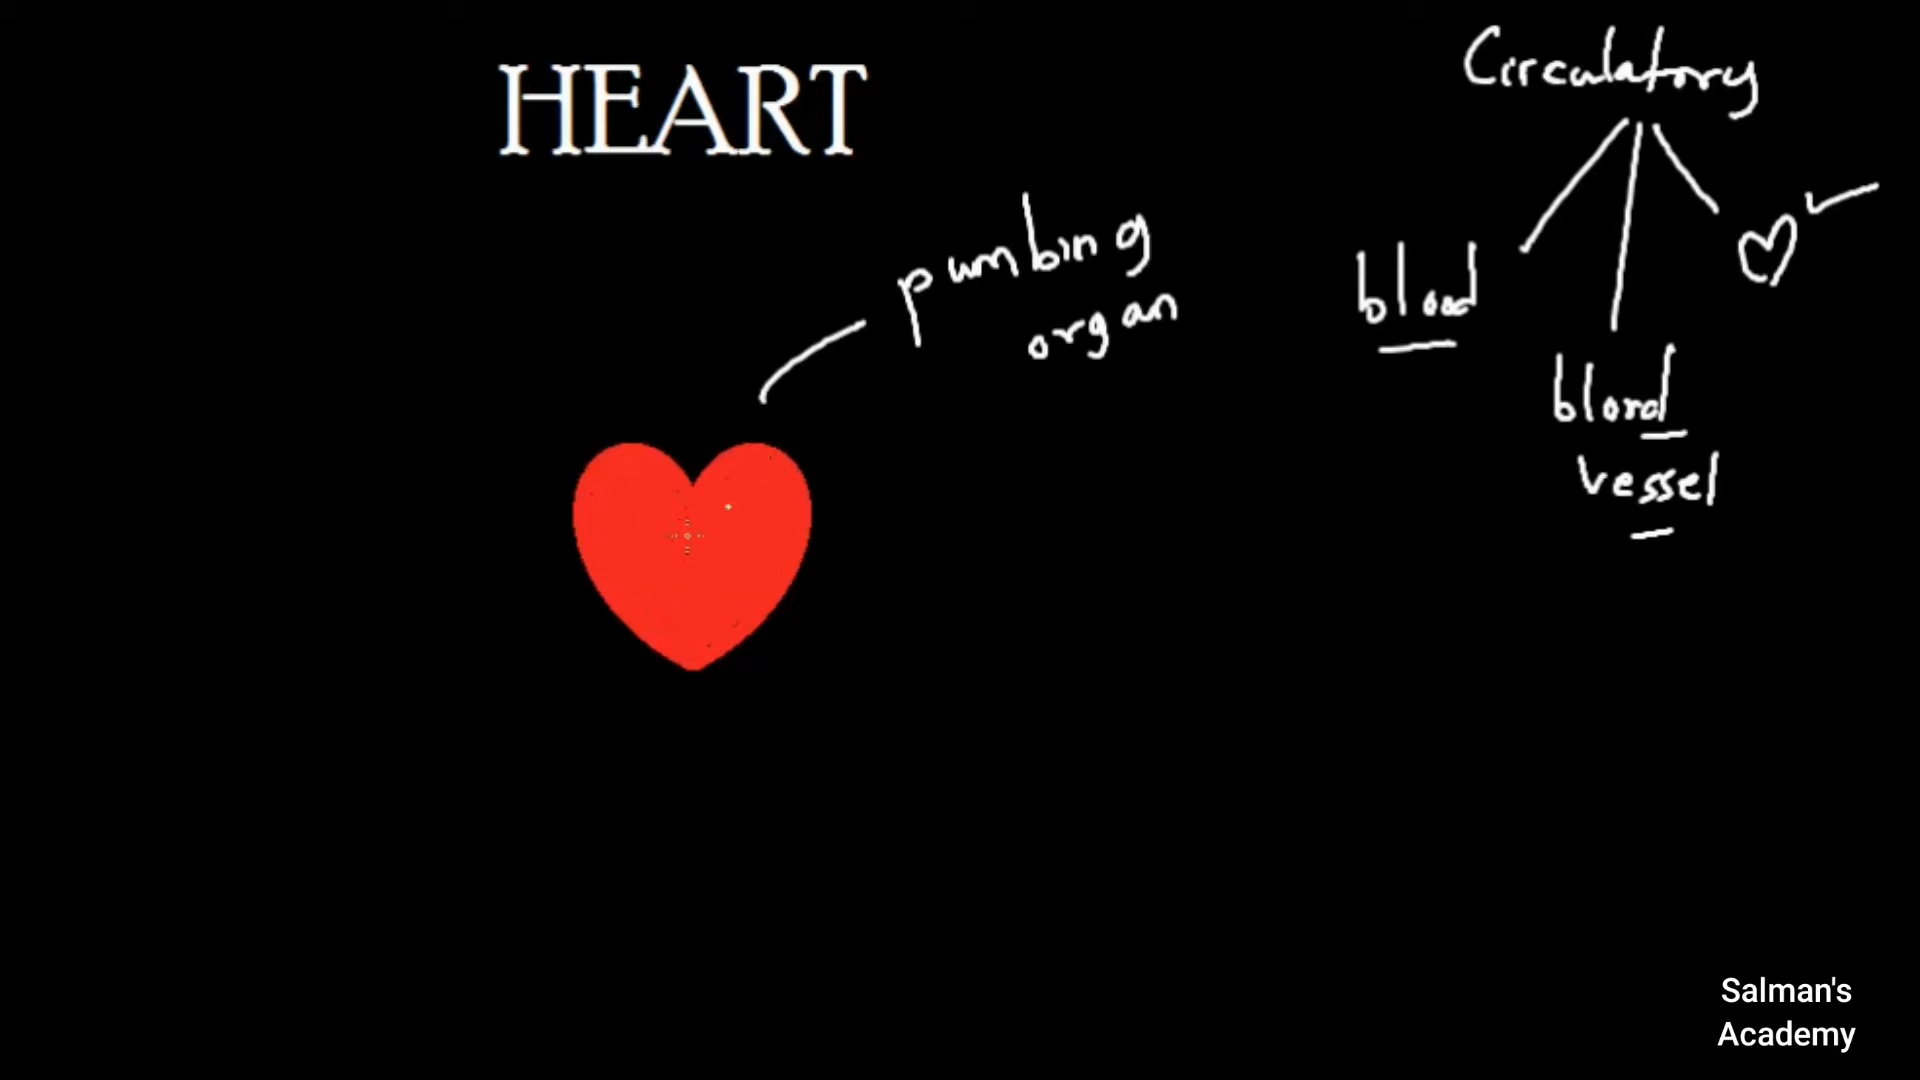 HEART
Circulatory
pumbing
organ
blood
blood
vessel
Salman's
Academy